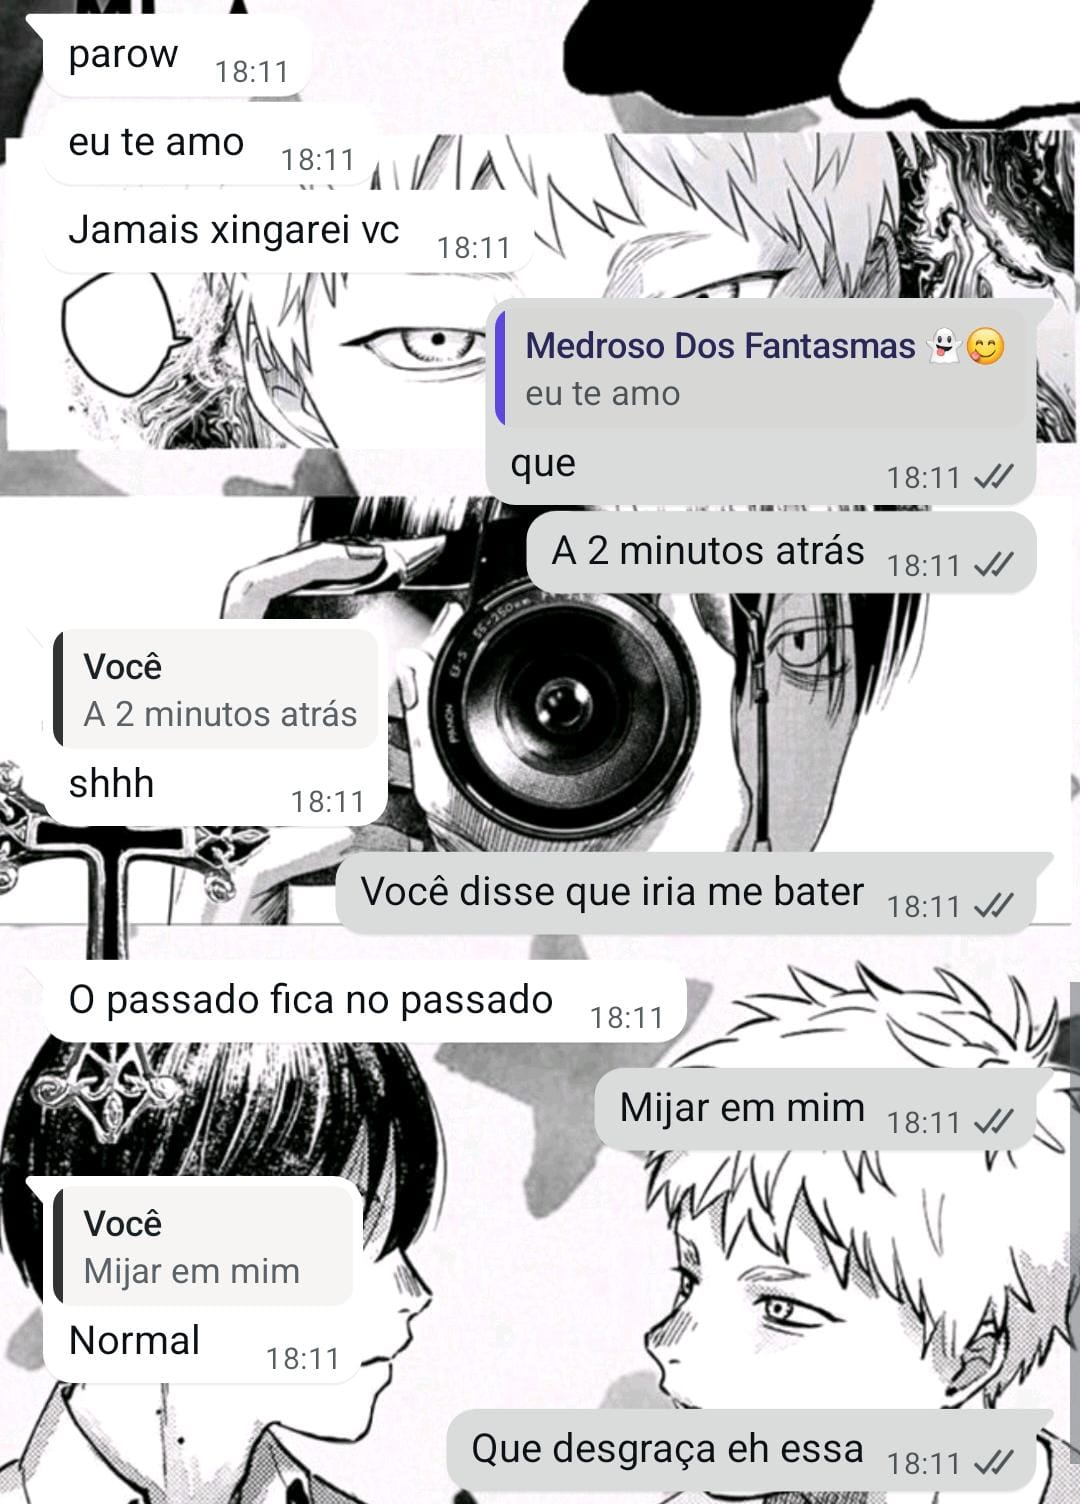 parow 18:11
eu te amo 18:11
Jamais xingarei vc 18:11
Medroso Dos Fantasmas 👻😋
eu te amo
que 18:11
A 2 minutos atrás 18:11
Você
A 2 minutos atrás
shhh 18:11
Você disse que iria me bater 18:11
O passado fica no passado 18:11
Mijar em mim 18:11
Você
Mijar em mim
Normal 18:11
Que desgraça eh essa 18:11